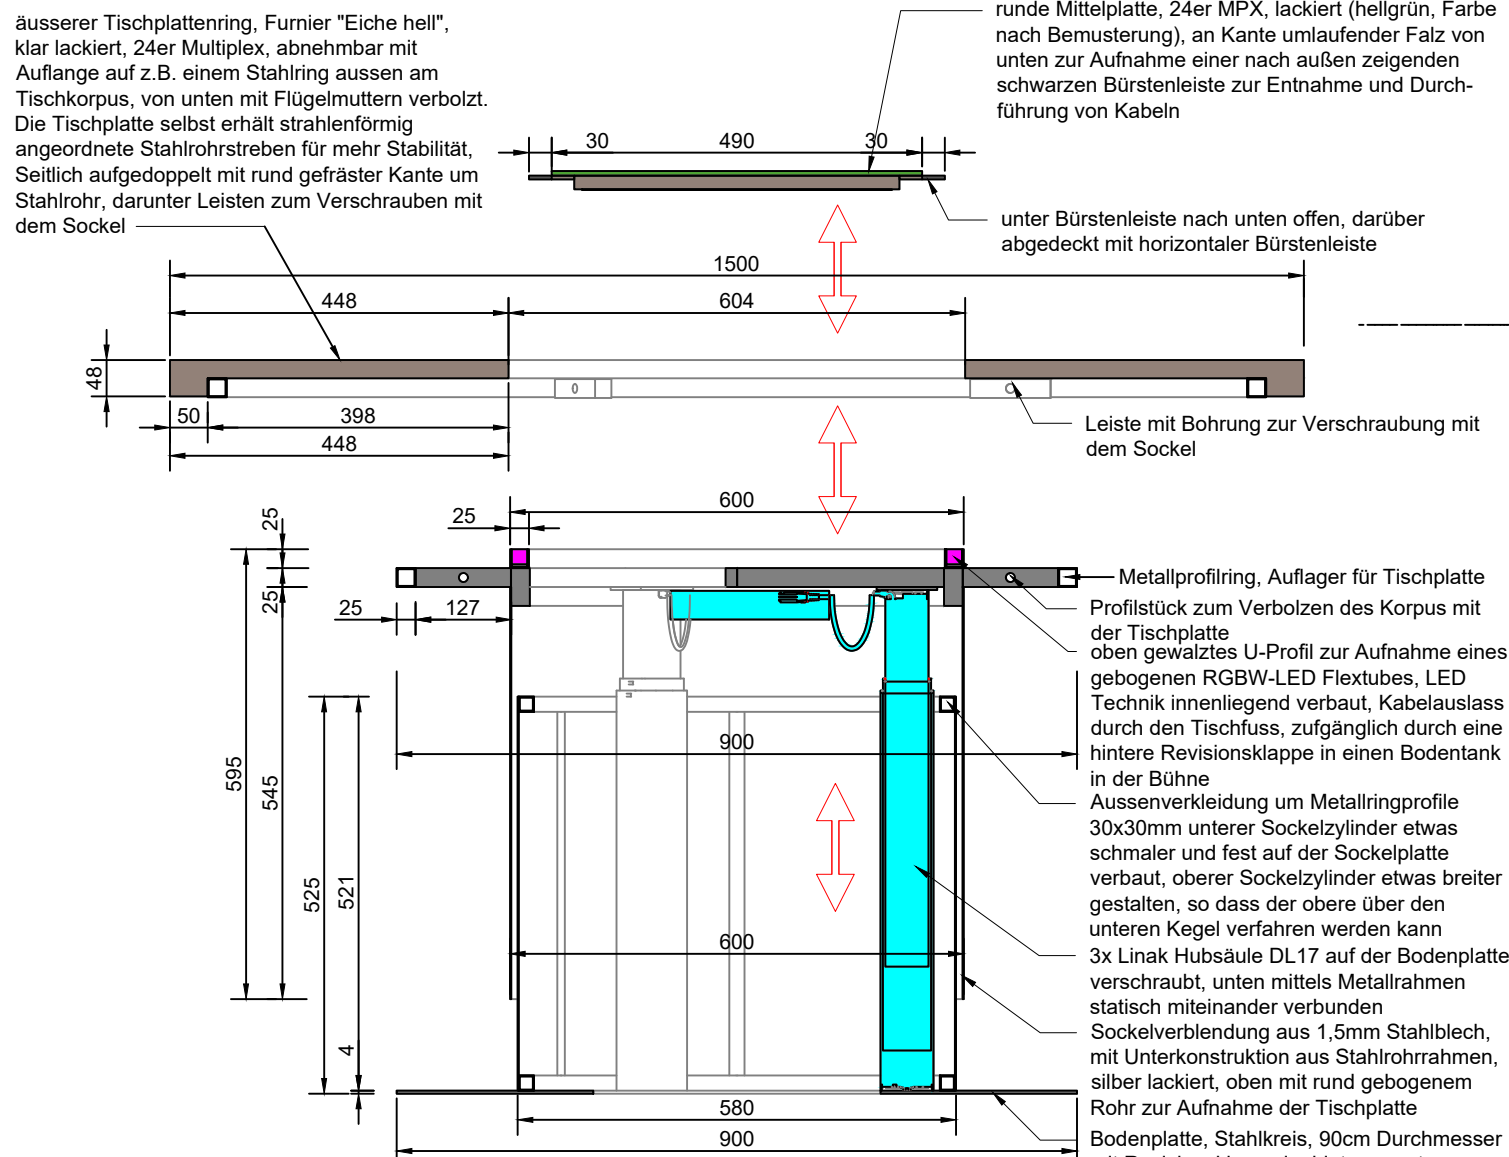 äusserer Tischplattenring, Furnier "Eiche hell",
klar lackiert, 24er Multiplex, abnehmbar mit
Auflange auf z.B. einem Stahlring aussen am
Tischkorpus, von unten mit Flügelmuttern verbolzt.
Die Tischplatte selbst erhält strahlenförmig
angeordnete Stahlrohrstreben für mehr Stabilität,
Seitlich aufgedoppelt mit rund gefräster Kante um
Stahlrohr, darunter Leisten zum Verschrauben mit
dem Sockel
runde Mittelplatte, 24er MPX, lackiert (hellgrün, Farbe
nach Bemusterung), an Kante umlaufender Falz von
unten zur Aufnahme einer nach außen zeigenden
schwarzen Bürstenleiste zur Entnahme und Durch-
führung von Kabeln
30 490 30
unter Bürstenleiste nach unten offen, darüber
abgedeckt mit horizontaler Bürstenleiste
1500
448 604
48
50 398
448
Leiste mit Bohrung zur Verschraubung mit
dem Sockel
600
25
25
25
25 127
595
545
525
521
4
900
600
580
900
Metallprofilring, Auflager für Tischplatte
Profilstück zum Verbolzen des Korpus mit
der Tischplatte
oben gewalztes U-Profil zur Aufnahme eines
gebogenen RGBW-LED Flextubes, LED
Technik innenliegend verbaut, Kabelauslass
durch den Tischfuss, zufgänglich durch eine
hintere Revisionsklappe in einen Bodentank
in der Bühne
Aussenverkleidung um Metallringprofile
30x30mm unterer Sockelzylinder etwas
schmaler und fest auf der Sockelplatte
verbaut, oberer Sockelzylinder etwas breiter
gestalten, so dass der obere über den
unteren Kegel verfahren werden kann
3x Linak Hubsäule DL17 auf der Bodenplatte
verschraubt, unten mittels Metallrahmen
statisch miteinander verbunden
Sockelverblendung aus 1,5mm Stahlblech,
mit Unterkonstruktion aus Stahlrohrrahmen,
silber lackiert, oben mit rund gebogenem
Rohr zur Aufnahme der Tischplatte
Bodenplatte, Stahlkreis, 90cm Durchmesser